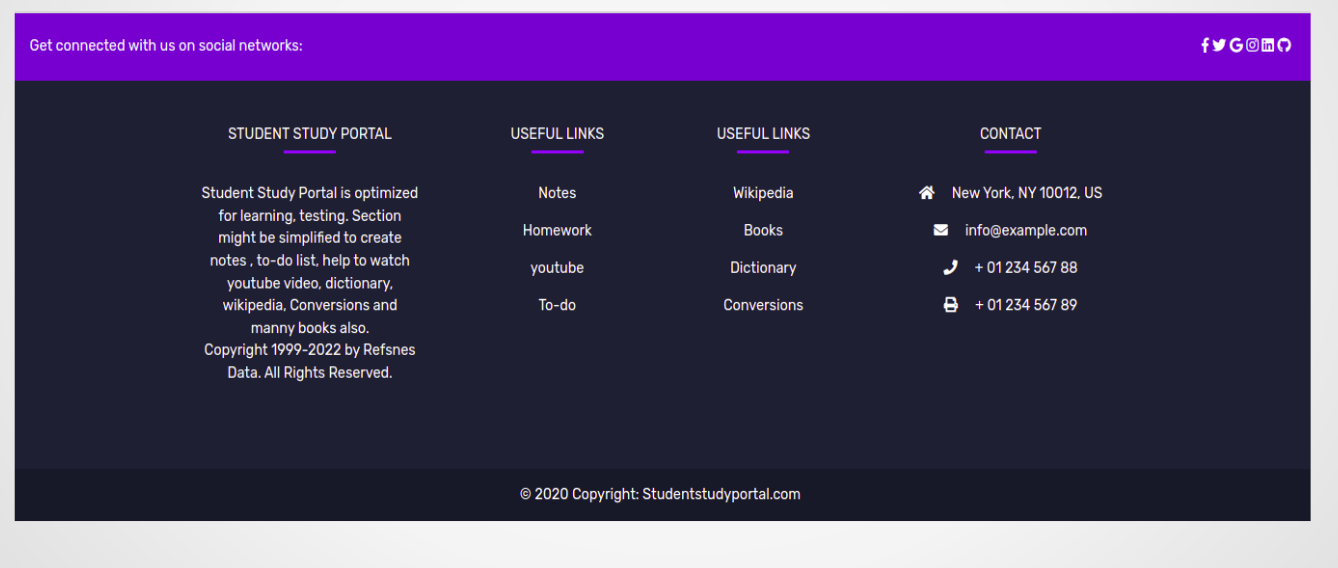 Get connected with us on social networks:
STUDENT STUDY PORTAL
Student Study Portal is optimized
for learning, testing. Section
might be simplified to create
notes , to-do list, help to watch
youtube video, dictionary,
wikipedia, Conversions and
manny books also.
Copyright 1999-2022 by Refsnes
Data. All Rights Reserved.
USEFUL LINKS
Notes
Homework
youtube
To-do
USEFUL LINKS
Wikipedia
Books
Dictionary
Conversions
CONTACT
New York, NY 10012, US
info@example.com
+ 01 234 567 88
+ 01 234 567 89
© 2020 Copyright: Studentstudyportal.com